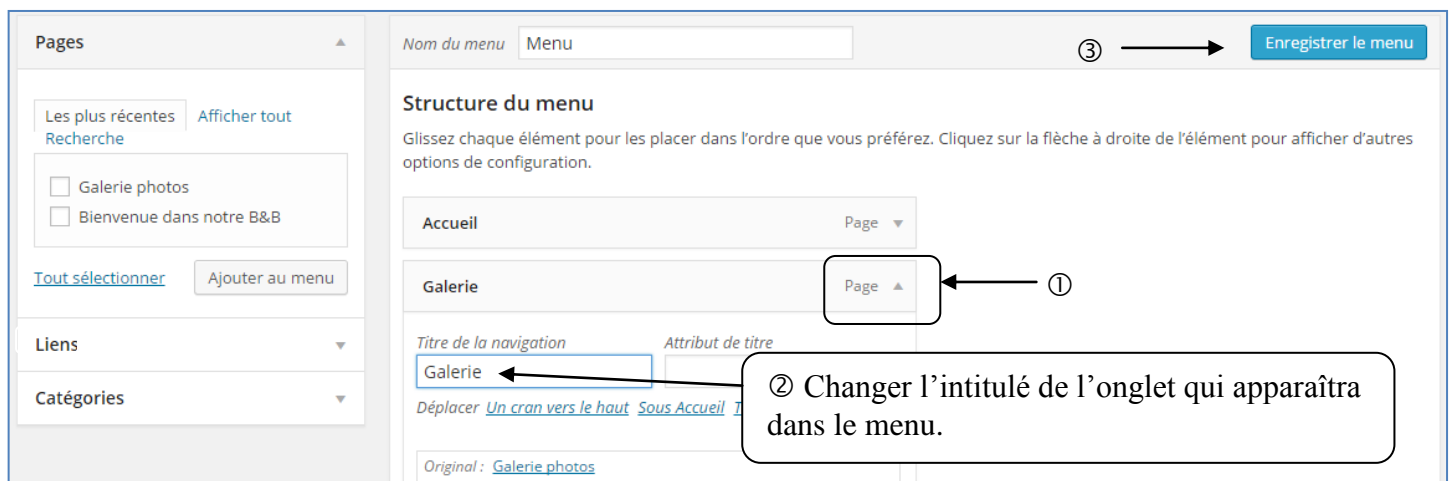 Pages
Les plus récentes Afficher tout
Recherche
Galerie photos
Bienvenue dans notre B&B
Tout sélectionner Ajouter au menu
Liens
Catégories
Nom du menu Menu
③ Enregistrer le menu
Structure du menu
Glissez chaque élément pour les placer dans l’ordre que vous préférez. Cliquez sur la flèche à droite de l’élément pour afficher d’autres
options de configuration.
Accueil Page
Galerie Page
①
Titre de la navigation Attribut de titre
Galerie
② Changer l’intitulé de l’onglet qui apparaîtra
dans le menu.
Déplacer Un cran vers le haut Sous Accueil
Original : Galerie photos